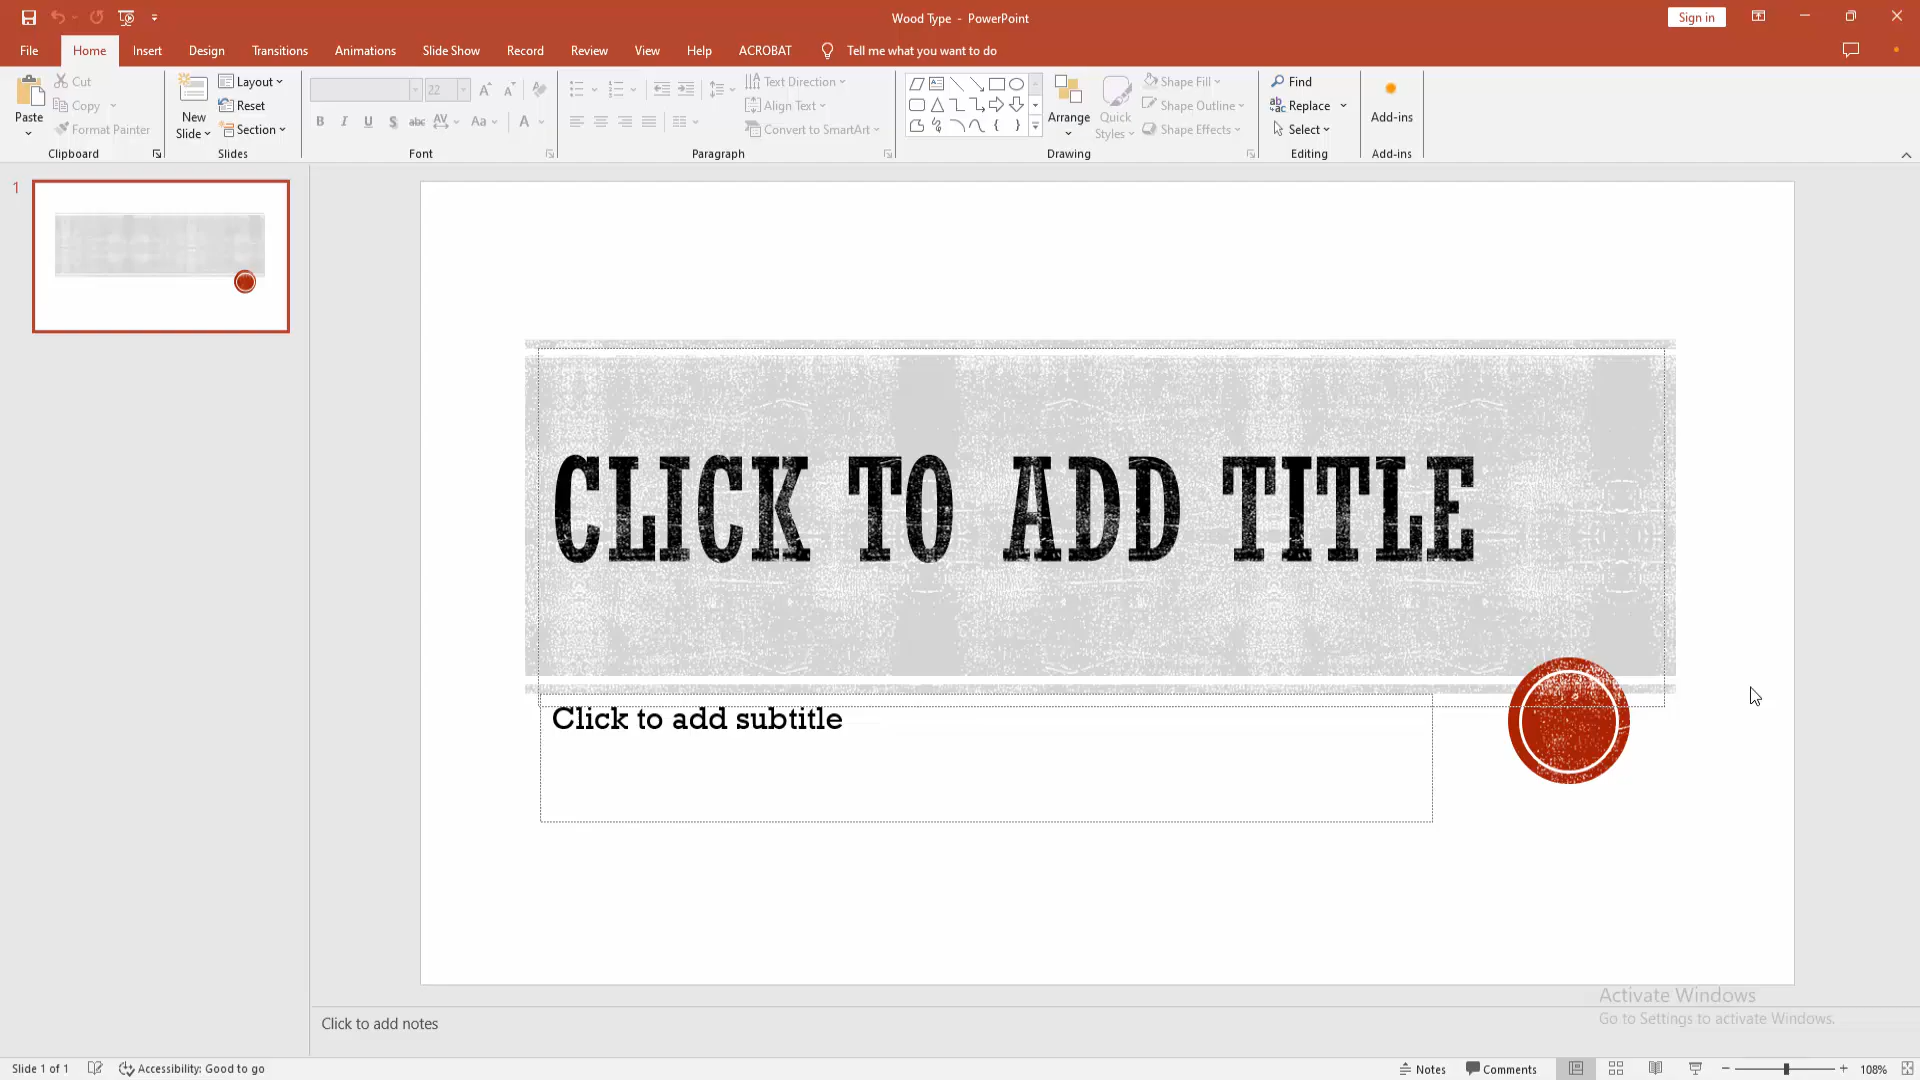 Wood Type - PowerPoint
Sign in
File Home Insert Design Transitions Animations Slide Show Record Review View Help ACROBAT Tell me what you want to do
Paste
Cut
Copy
Format Painter
Clipboard
New Slide
Layout
Reset
Section
Slides
22
B I U S abc AV Aa A
Font
Text Direction
Align Text
Convert to SmartArt
Paragraph
Arrange
Quick Styles
Shape Fill
Shape Outline
Shape Effects
Drawing
Find
Replace
Select
Editing
Add-ins
Add-ins
1
CLICK TO ADD TITLE
Click to add subtitle
Activate Windows
Go to Settings to activate Windows.
Click to add notes
Slide 1 of 1 Accessibility: Good to go Notes Comments 108%